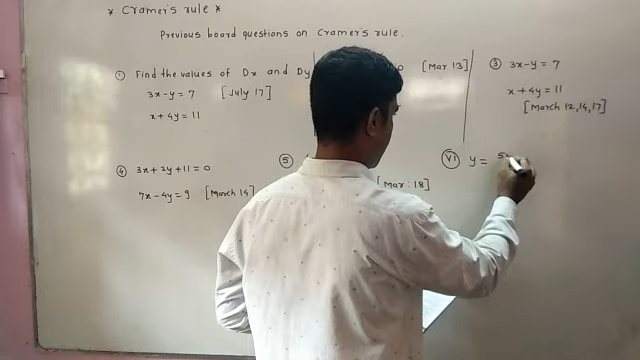 * Cramer's rule *
Previous board questions on Cramer's rule.
① Find the values of Dx and Dy
3x-y = 7 [July 17]
x + 4y = 11
0 [Mar 13]
③ 3x-y = 7
x + 4y = 11
[March 12,14,17]
④ 3x + 2y + 11 = 0
7x - 4y = 9 [March 14]
⑤
[Mar : 18]
VI y = 5x